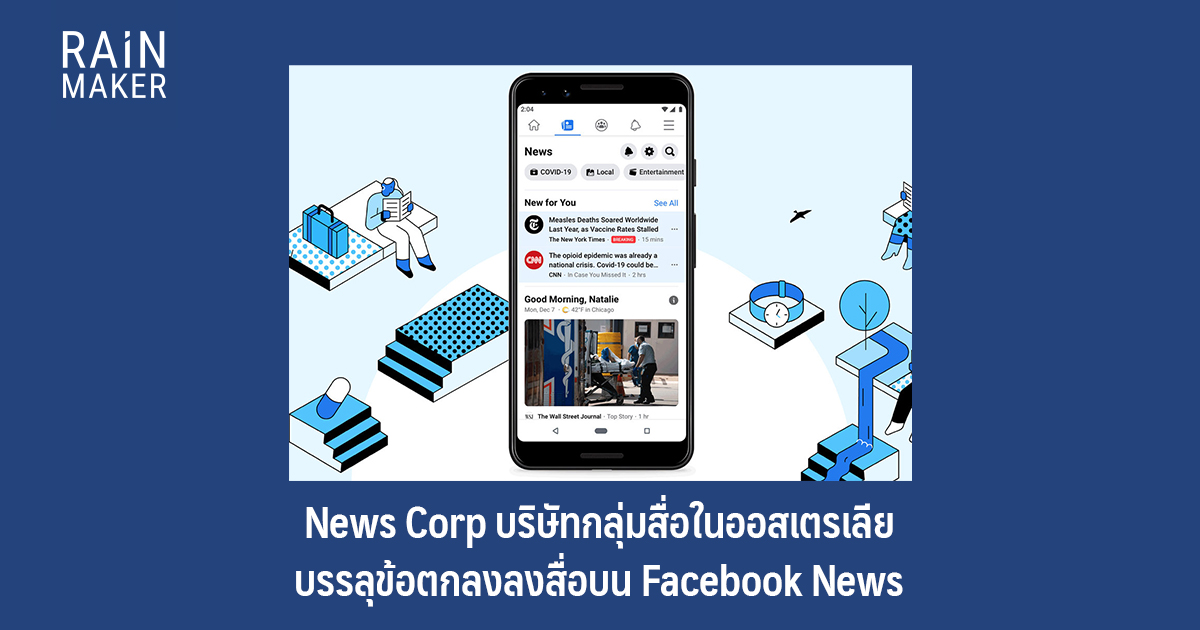 RAiN
MAKER
2:04
News
COVID-19
Local
Entertainment
New for You
See All
Measles Deaths Soared Worldwide
Last Year, as Vaccine Rates Stalled
The New York Times · BREAKING · 15 mins
CNN
The opioid epidemic was already a
national crisis. Covid-19 could be...
CNN · In Case You Missed It · 2 hrs
Good Morning, Natalie
Mon, Dec 7 · 42°F in Chicago
WSJ The Wall Street Journal · Top Story · 1 hr
News Corp บริษัทกลุ่มสื่อในออสเตรเลีย
บรรลุข้อตกลงลงสื่อบน Facebook News